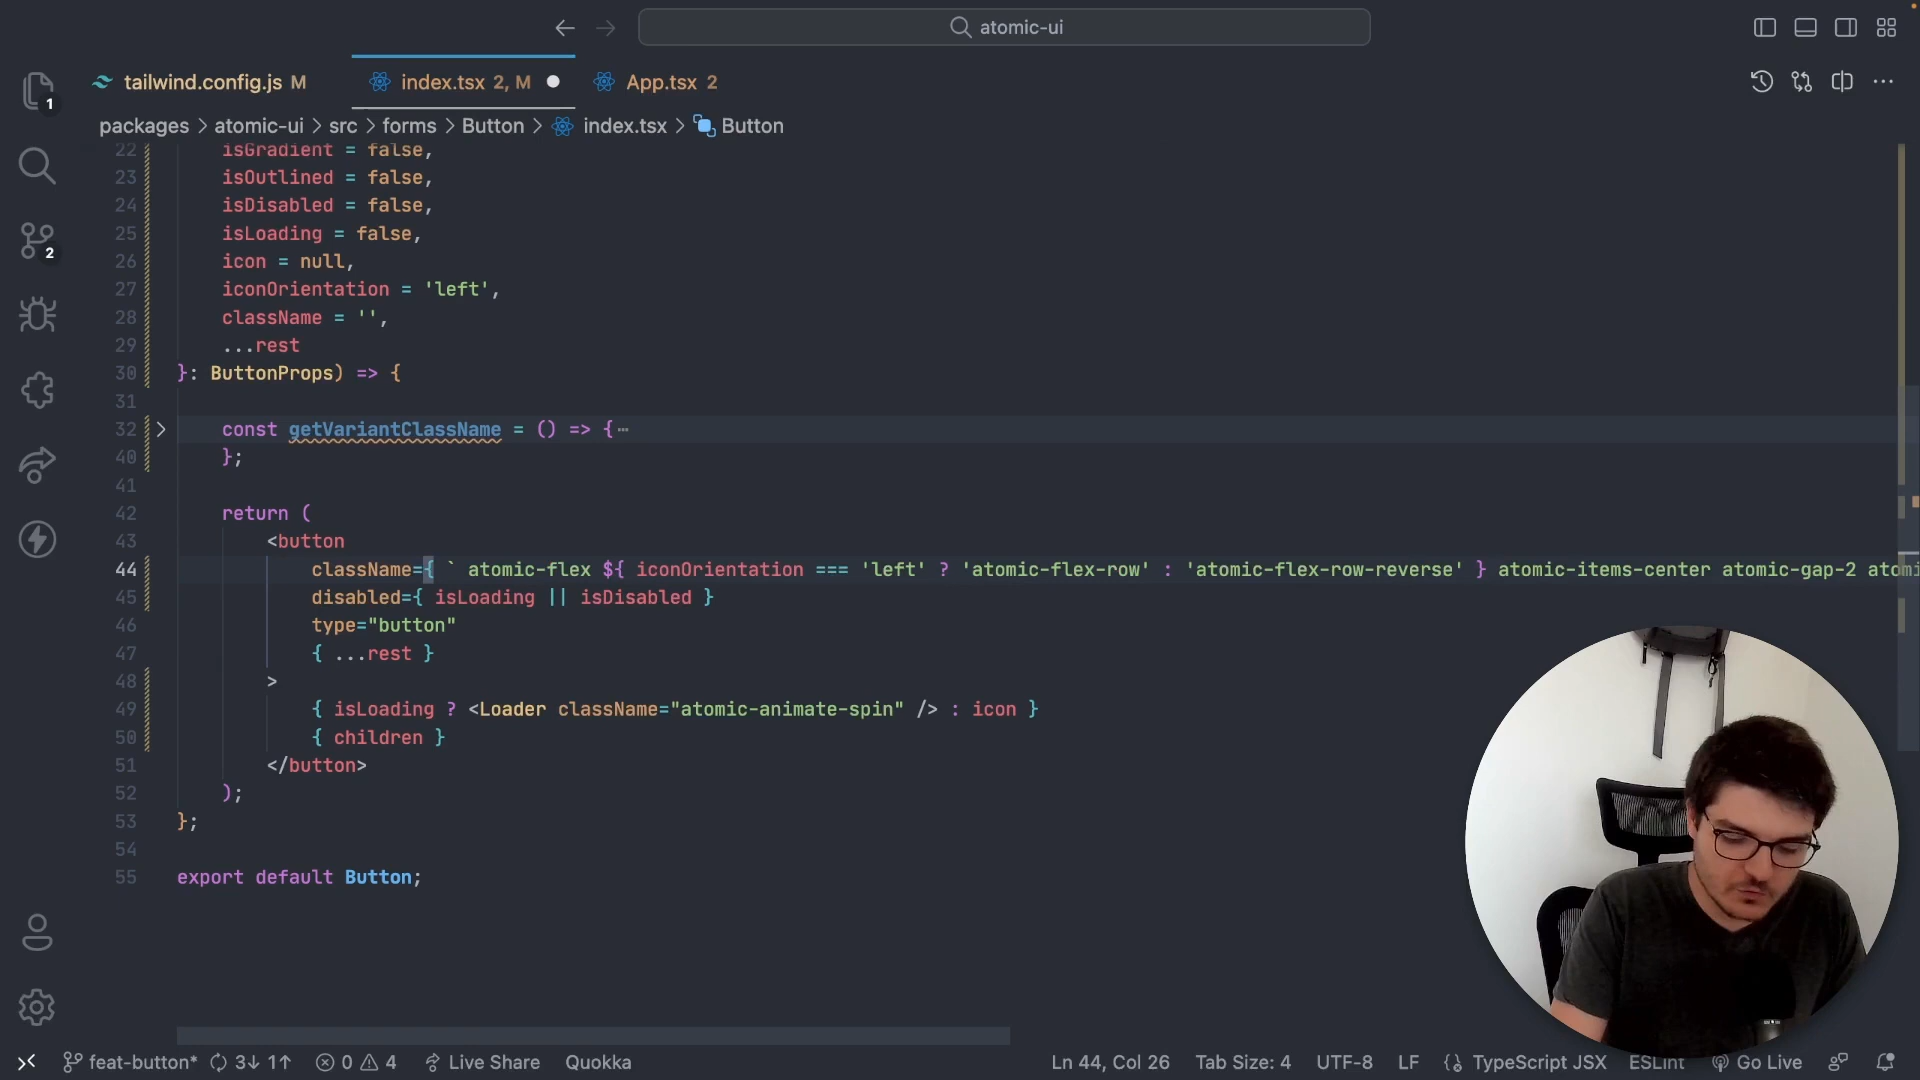 atomic-ui
tailwind.config.js M
index.tsx 2, M
App.tsx 2
packages > atomic-ui > src > forms > Button > index.tsx > Button
1
2
22 isGradient = false,
23 isOutlined = false,
24 isDisabled = false,
25 isLoading = false,
26 icon = null,
27 iconOrientation = 'left',
28 className = '',
29 ...rest
30 }: ButtonProps) => {
31
32 const getVariantClassName = () => {…
40 };
41
42 return (
43 <button
44 className={ ` atomic-flex ${ iconOrientation === 'left' ? 'atomic-flex-row' : 'atomic-flex-row-reverse' } atomic-items-center atomic-gap-2
45 disabled={ isLoading || isDisabled }
46 type="button"
47 { ...rest }
48 >
49 { isLoading ? <Loader className="atomic-animate-spin" /> : icon }
50 { children }
51 </button>
52 );
53 };
54
55 export default Button;
feat-button* 3↓ 1↑ 0 4 Live Share Quokka Ln 44, Col 26 Tab Size: 4 UTF-8 LF {} TypeScript JSX ESLint Go Live